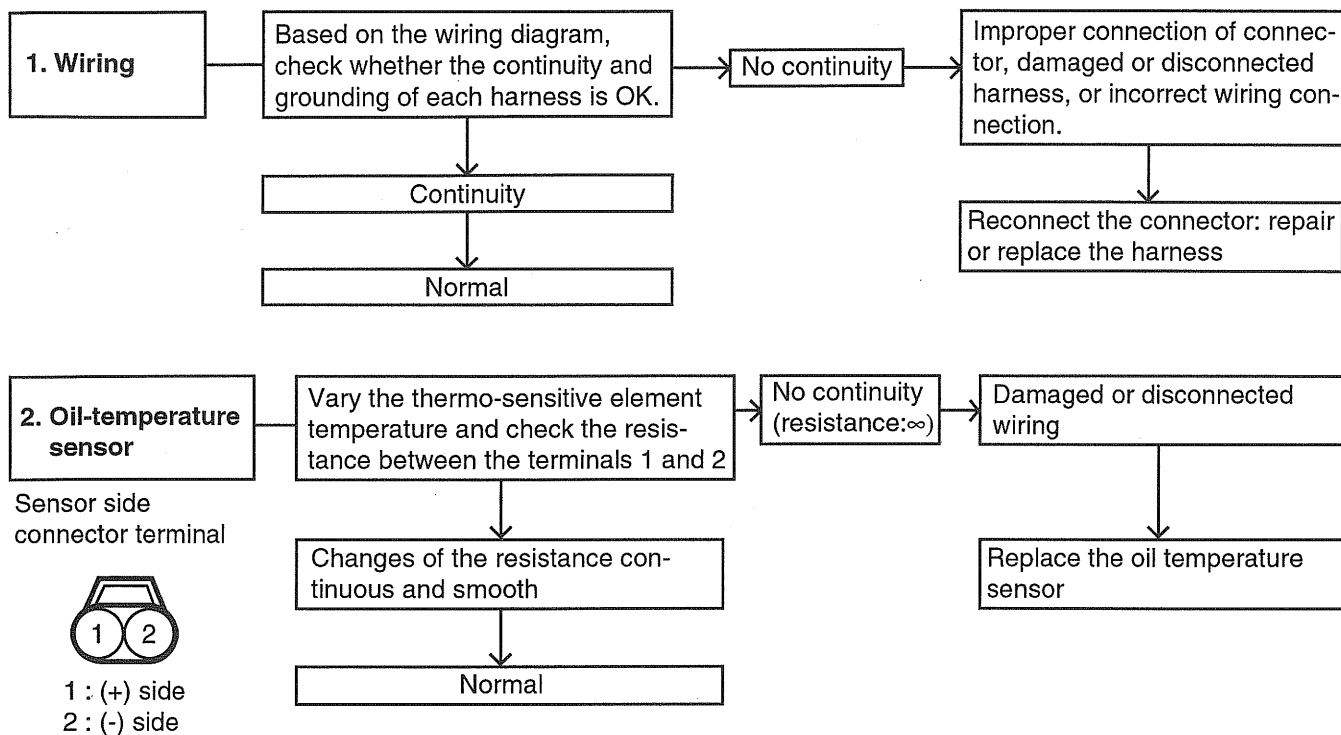 1. Wiring
Based on the wiring diagram,
check whether the continuity and
grounding of each harness is OK.
No continuity
Improper connection of connec-
tor, damaged or disconnected
harness, or incorrect wiring con-
nection.
Continuity
Reconnect the connector: repair
or replace the harness
Normal
2. Oil-temperature
sensor
Vary the thermo-sensitive element
temperature and check the resis-
tance between the terminals 1 and 2
No continuity
(resistance:∞)
Damaged or disconnected
wiring
Sensor side
connector terminal
Changes of the resistance con-
tinuous and smooth
Replace the oil temperature
sensor
1 2
Normal
1 : (+) side
2 : (-) side